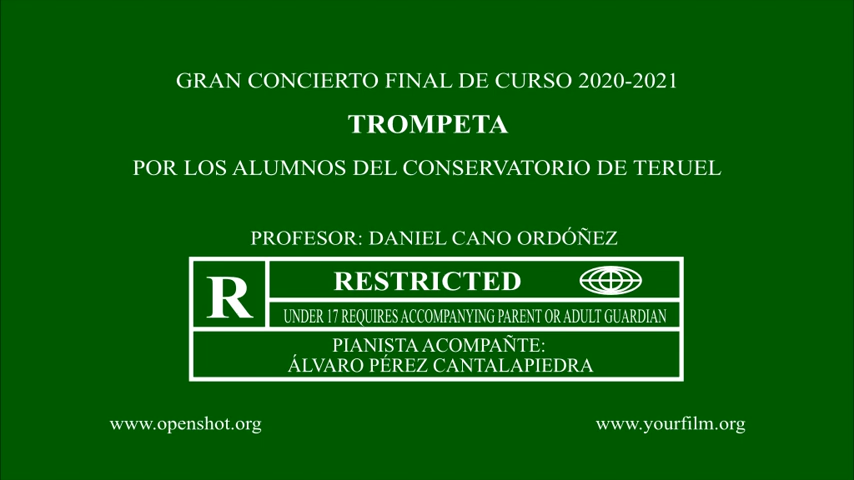 GRAN CONCIERTO FINAL DE CURSO 2020-2021
TROMPETA
POR LOS ALUMNOS DEL CONSERVATORIO DE TERUEL
PROFESOR: DANIEL CANO ORDÓÑEZ
R
RESTRICTED
UNDER 17 REQUIRES ACCOMPANYING PARENT OR ADULT GUARDIAN
PIANISTA ACOMPAÑTE:
ÁLVARO PÉREZ CANTALAPIEDRA
www.openshot.org
www.yourfilm.org